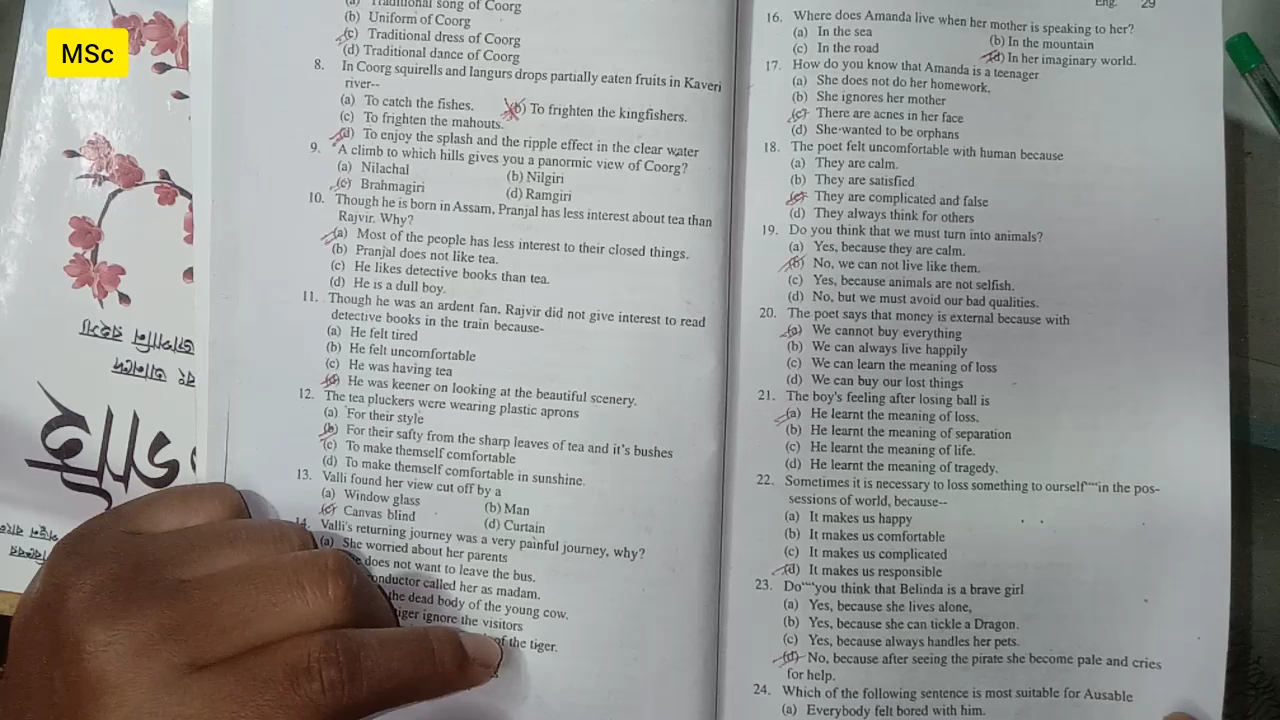 MSc
Traditional song of Coorg
(b) Uniform of Coorg
(c) Traditional dress of Coorg
(d) Traditional dance of Coorg
8. In Coorg squirells and langurs drops partially eaten fruits in Kaveri
river--
(a) To catch the fishes. (b) To frighten the kingfishers.
(c) To frighten the mahouts.
(d) To enjoy the splash and the ripple effect in the clear water
9. A climb to which hills gives you a panormic view of Coorg?
(a) Nilachal (b) Nilgiri
(c) Brahmagiri (d) Ramgiri
10. Though he is born in Assam, Pranjal has less interest about tea than
Rajvir. Why?
(a) Most of the people has less interest to their closed things.
(b) Pranjal does not like tea.
(c) He likes detective books than tea.
(d) He is a dull boy.
11. Though he was an ardent fan, Rajvir did not give interest to read
detective books in the train because-
(a) He felt tired
(b) He felt uncomfortable
(c) He was having tea
(d) He was keener on looking at the beautiful scenery.
12. The tea pluckers were wearing plastic aprons
(a) For their style
(b) For their safty from the sharp leaves of tea and it's bushes
(c) To make themself comfortable
(d) To make themself comfortable in sunshine.
13. Valli found her view cut off by a
(a) Window glass (b) Man
(c) Canvas blind (d) Curtain
14. Valli's returning journey was a very painful journey, why?
(a) She worried about her parents
does not want to leave the bus.
onductor called her as madam.
the dead body of the young cow.
tiger ignore the visitors
of the tiger.
Eng. 29
16. Where does Amanda live when her mother is speaking to her?
(a) In the sea (b) In the mountain
(c) In the road (d) In her imaginary world.
17. How do you know that Amanda is a teenager
(a) She does not do her homework,
(b) She ignores her mother
(c) There are acnes in her face
(d) She-wanted to be orphans
18. The poet felt uncomfortable with human because
(a) They are calm.
(b) They are satisfied
(c) They are complicated and false
(d) They always think for others
19. Do you think that we must turn into animals?
(a) Yes, because they are calm.
(b) No, we can not live like them.
(c) Yes, because animals are not selfish.
(d) No, but we must avoid our bad qualities.
20. The poet says that money is external because with
(a) We cannot buy everything
(b) We can always live happily
(c) We can learn the meaning of loss
(d) We can buy our lost things
21. The boy's feeling after losing ball is
(a) He learnt the meaning of loss.
(b) He learnt the meaning of separation
(c) He learnt the meaning of life.
(d) He learnt the meaning of tragedy.
22. Sometimes it is necessary to loss something to ourself""in the pos-
sessions of world, because--
(a) It makes us happy
(b) It makes us comfortable
(c) It makes us complicated
(d) It makes us responsible
23. Do""you think that Belinda is a brave girl
(a) Yes, because she lives alone,
(b) Yes, because she can tickle a Dragon.
(c) Yes, because always handles her pets.
(d) No, because after seeing the pirate she become pale and cries
for help.
24. Which of the following sentence is most suitable for Ausable
(a) Everybody felt bored with him.